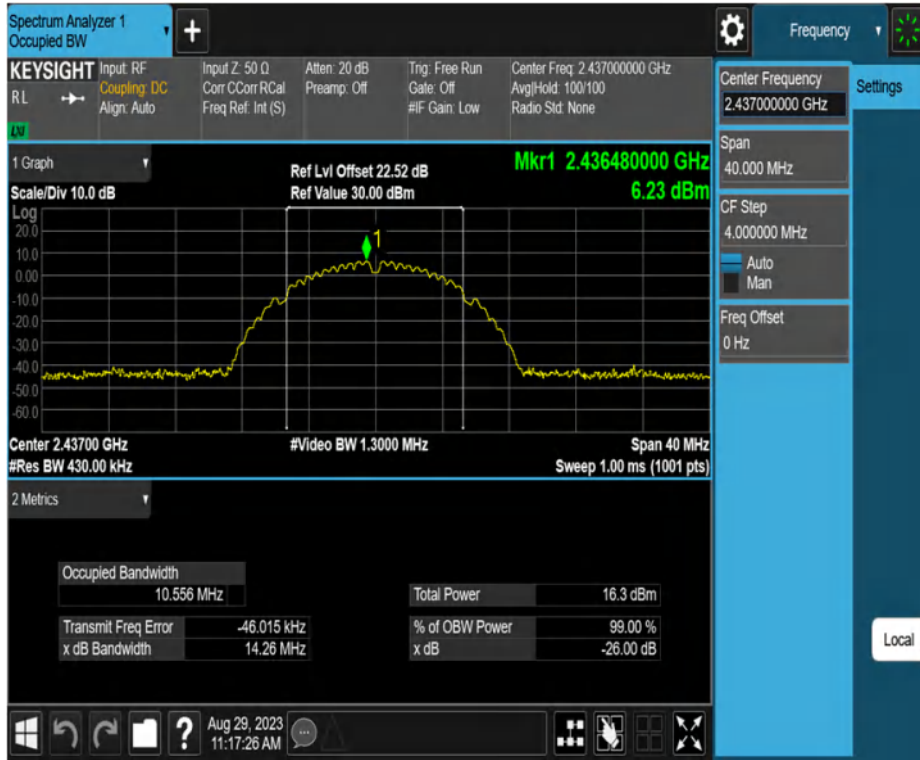 Spectrum Analyzer 1
Occupied BW
+
Frequency
KEYSIGHT
RL
LXI
Input: RF
Coupling: DC
Align: Auto
Input Z: 50 Ω
Corr CCorr RCal
Freq Ref: Int (S)
Atten: 20 dB
Preamp: Off
Trig: Free Run
Gate: Off
#IF Gain: Low
Center Freq: 2.437000000 GHz
Avg|Hold: 100/100
Radio Std: None
Center Frequency
2.437000000 GHz
Settings
Span
40.000 MHz
CF Step
4.000000 MHz
Auto
Man
Freq Offset
0 Hz
Local
1 Graph
Scale/Div 10.0 dB
Ref Lvl Offset 22.52 dB
Ref Value 30.00 dBm
Mkr1 2.436480000 GHz
6.23 dBm
Log
20.0
10.0
0.00
-10.0
-20.0
-30.0
-40.0
-50.0
-60.0
1
Center 2.43700 GHz
#Res BW 430.00 kHz
#Video BW 1.3000 MHz
Span 40 MHz
Sweep 1.00 ms (1001 pts)
2 Metrics
Occupied Bandwidth
10.556 MHz
Total Power 16.3 dBm
Transmit Freq Error -46.015 kHz
% of OBW Power 99.00 %
x dB Bandwidth 14.26 MHz
x dB -26.00 dB
?
Aug 29, 2023
11:17:26 AM